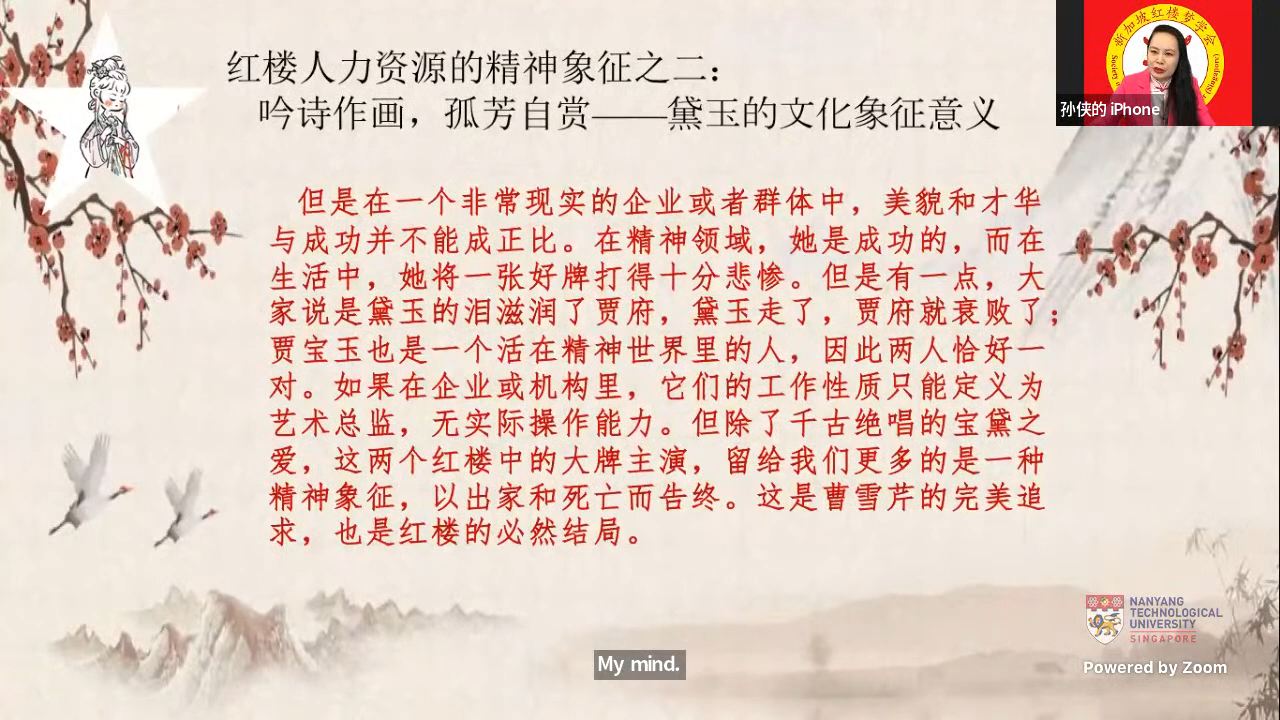 红楼人力资源的精神象征之二：
吟诗作画，孤芳自赏——黛玉的文化象征意义
但是在一个非常现实的企业或者群体中，美貌和才华
与成功并不能成正比。在精神领域，她是成功的，而在
生活中，她将一张好牌打得十分悲惨。但是有一点，大
家说是黛玉的泪滋润了贾府，黛玉走了，贾府就衰败了；
贾宝玉也是一个活在精神世界里的人，因此两人恰好一
对。如果在企业或机构里，它们的工作性质只能定义为
艺术总监，无实际操作能力。但除了千古绝唱的宝黛之
爱，这两个红楼中的大牌主演，留给我们更多的是一种
精神象征，以出家和死亡而告终。这是曹雪芹的完美追
求，也是红楼的必然结局。
新加坡红楼梦学会
孙侠的 iPhone
NANYANG
TECHNOLOGICAL
UNIVERSITY
SINGAPORE
Powered by Zoom
My mind.